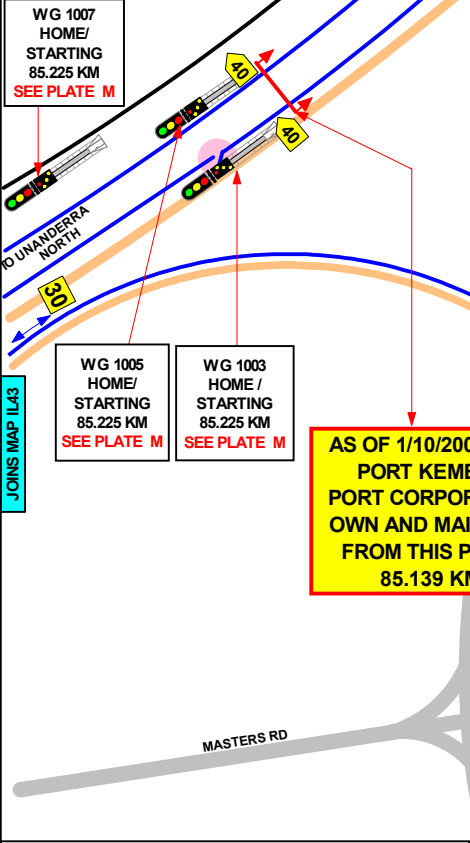 WG 1007
HOME/
STARTING
85.225 KM
SEE PLATE M
40
40
TO UNANDERRA
NORTH
30
JOINS MAP IL43
WG 1005
HOME/
STARTING
85.225 KM
SEE PLATE M
WG 1003
HOME /
STARTING
85.225 KM
SEE PLATE M
AS OF 1/10/200
PORT KEMB
PORT CORPOR
OWN AND MAI
FROM THIS P
85.139 KM
MASTERS RD